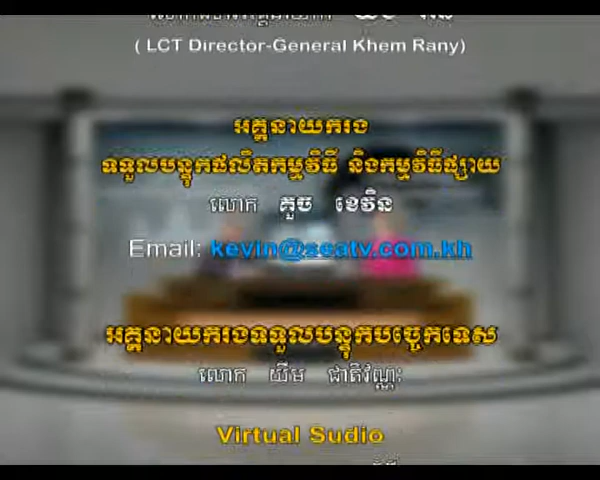 ( LCT Director-General Khem Rany)
អគ្គនាយករង
ទទួលបន្ទុកផលិតកម្មវិធី និងកម្មវិធីផ្សាយ
លោក គួច ខេវិន
Email: kevin@seatv.com.kh
អគ្គនាយករងទទួលបន្ទុកបច្ចេកទេស
លោក យឹម ជាតិវណ្ណៈ
Virtual Sudio